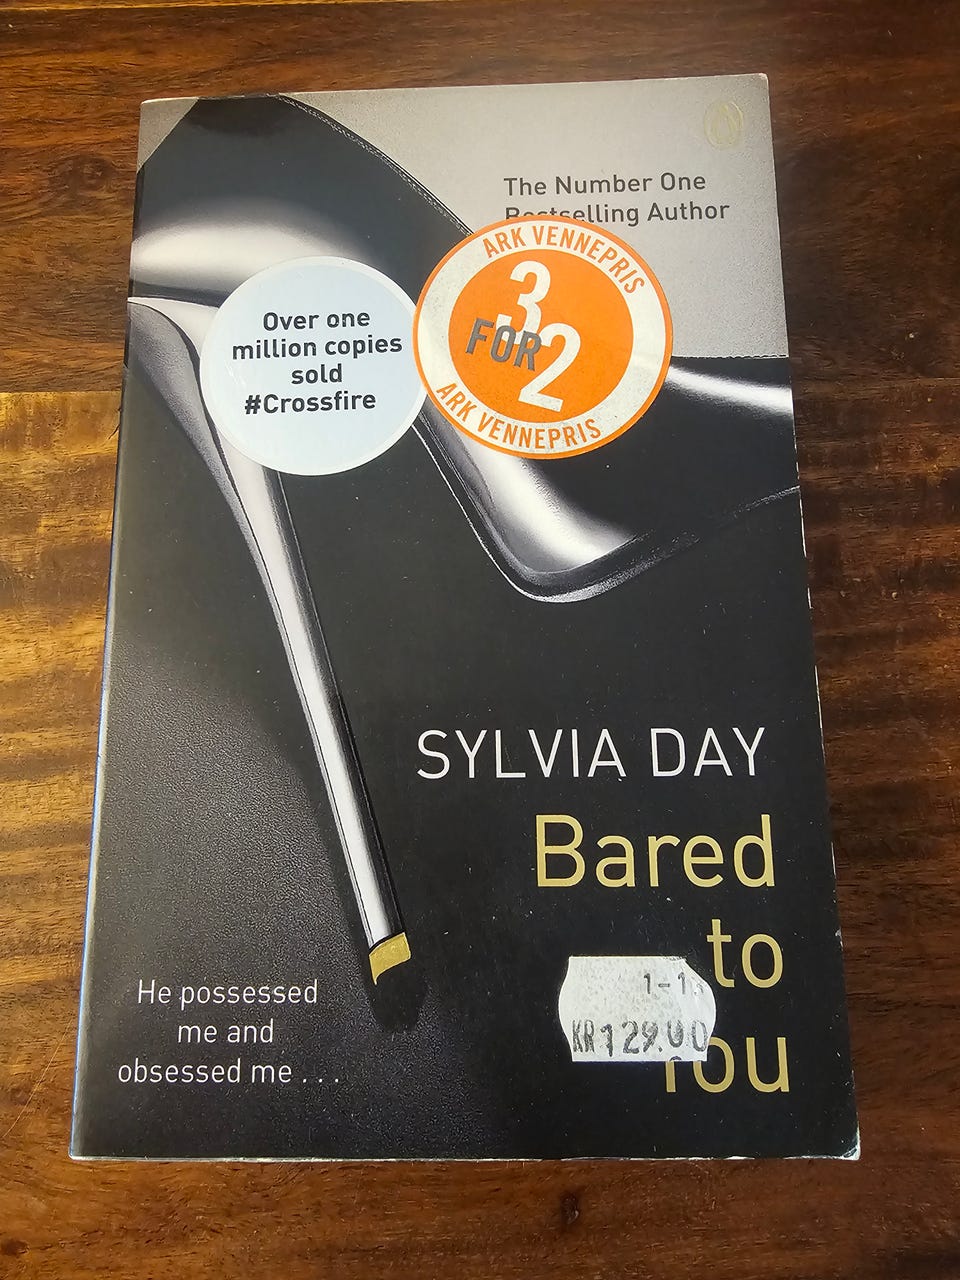 The Number One
Bestselling Author
ARK VENNEPRIS
3
FOR
2
ARK VENNEPRIS
Over one
million copies
sold
#Crossfire
SYLVIA DAY
Bared
to
You
He possessed
me and
obsessed me . . .
KR 129.00